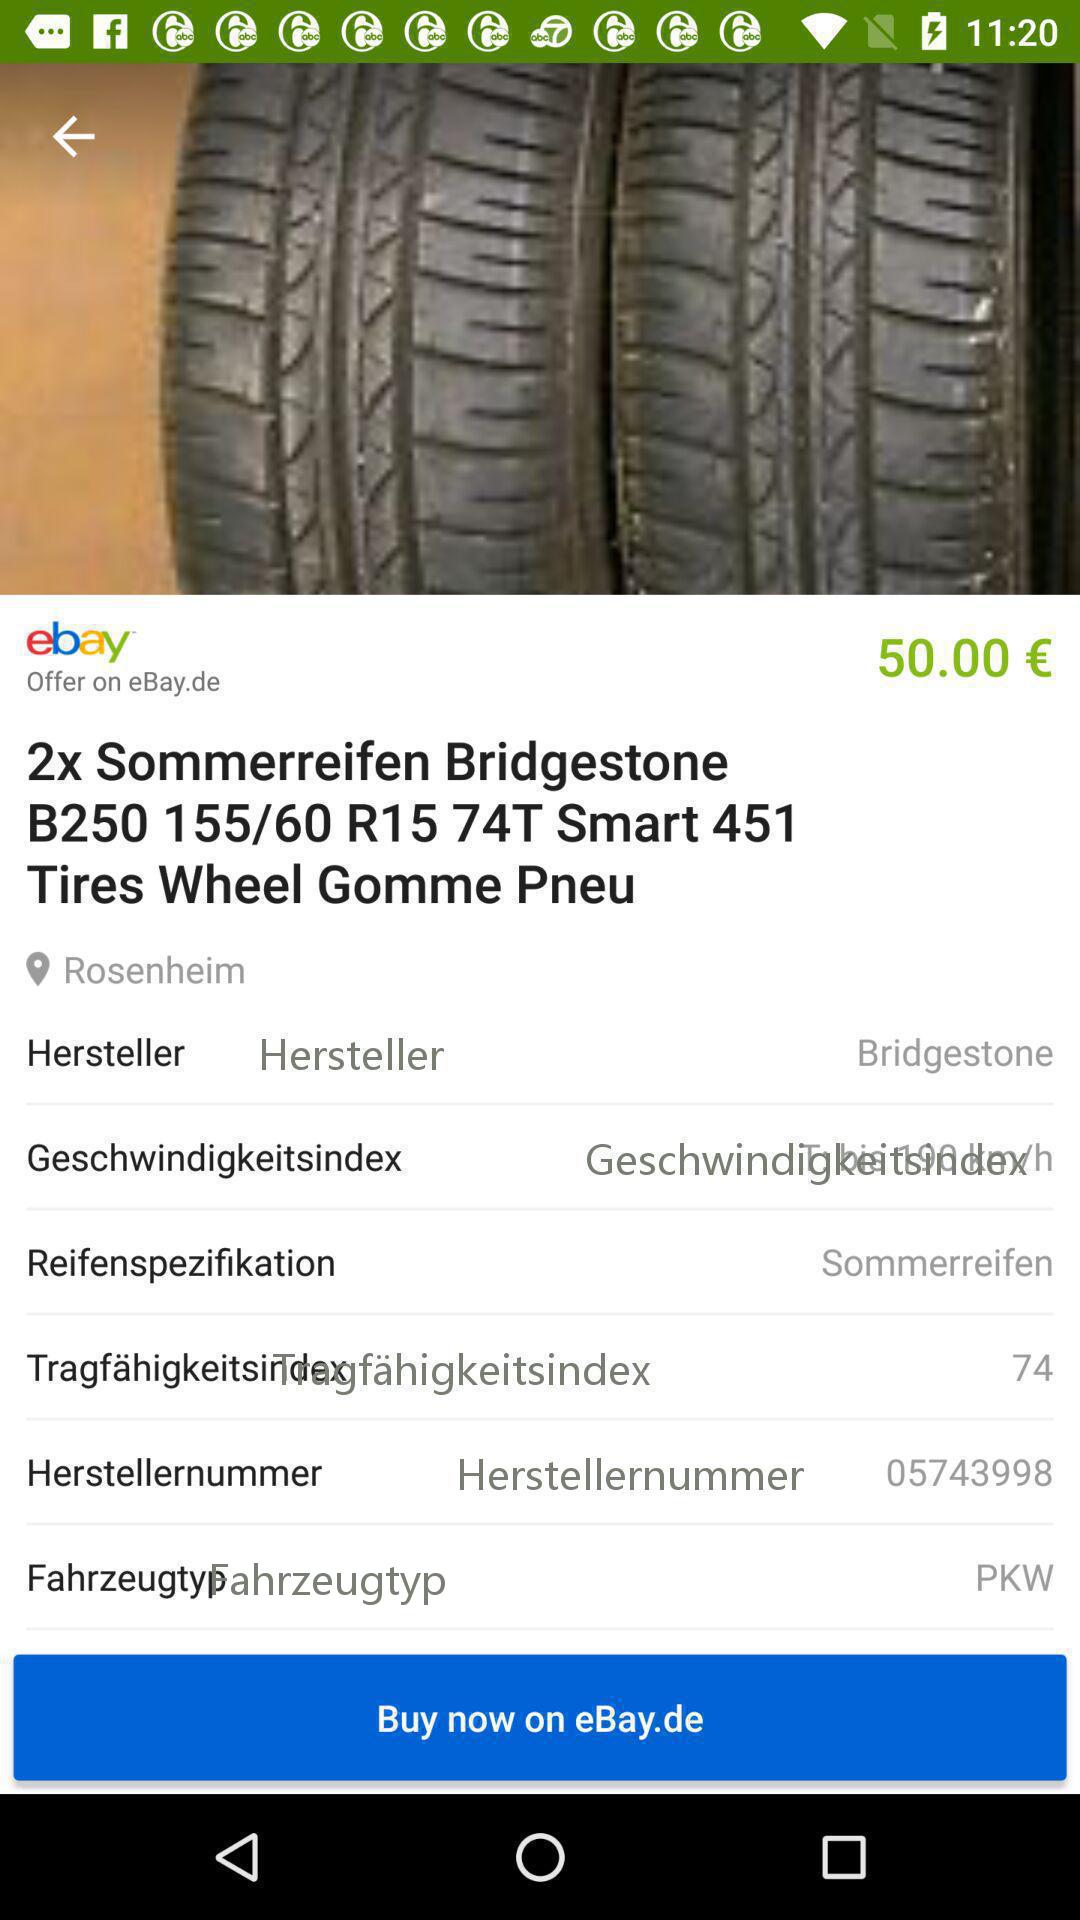 11:20
ebay
Offer on eBay.de
50.00 €
2x Sommerreifen Bridgestone
B250 155/60 R15 74T Smart 451
Tires Wheel Gomme Pneu
Rosenheim
Hersteller Hersteller Bridgestone
Geschwindigkeitsindex Geschwindigkeitsindex T: bis 190 km/h
Reifenspezifikation Sommerreifen
Tragfähigkeitsindex Tragfähigkeitsindex 74
Herstellernummer Herstellernummer 05743998
Fahrzeugtyp Fahrzeugtyp PKW
Buy now on eBay.de